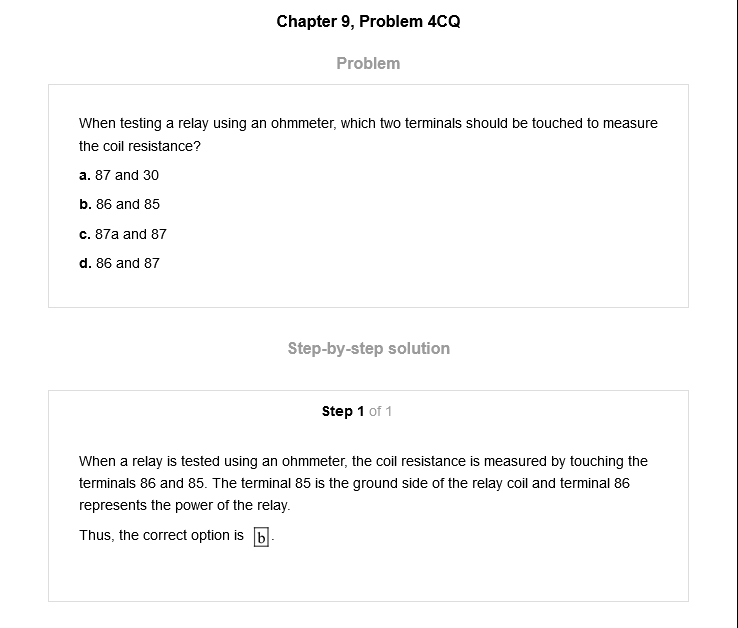 Chapter 9, Problem 4CQ
Problem
When testing a relay using an ohmmeter, which two terminals should be touched to measure
the coil resistance?
a. 87 and 30
b. 86 and 85
c. 87a and 87
d. 86 and 87
Step-by-step solution
Step 1 of 1
When a relay is tested using an ohmmeter, the coil resistance is measured by touching the
terminals 86 and 85. The terminal 85 is the ground side of the relay coil and terminal 86
represents the power of the relay.
Thus, the correct option is b.